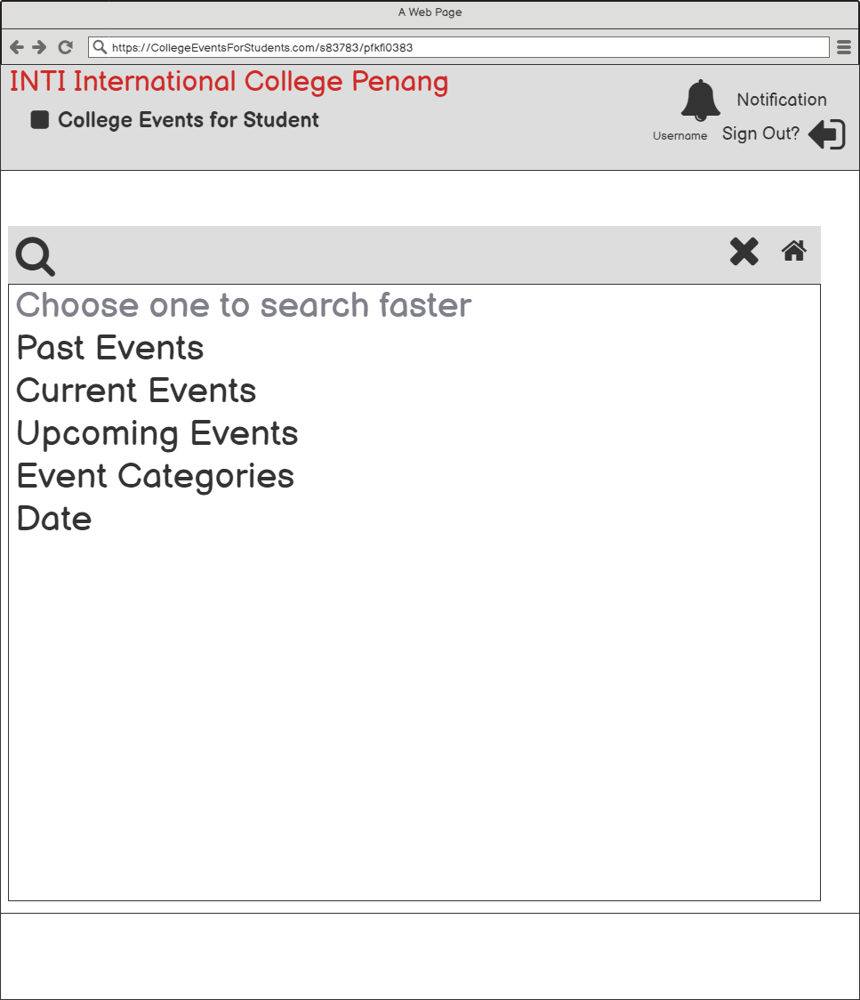 A Web Page
https://CollegeEventsForStudents.com/s83783/pfkfi0383
INTI International College Penang
College Events for Student
Notification
Username
Sign Out?
Choose one to search faster
Past Events
Current Events
Upcoming Events
Event Categories
Date